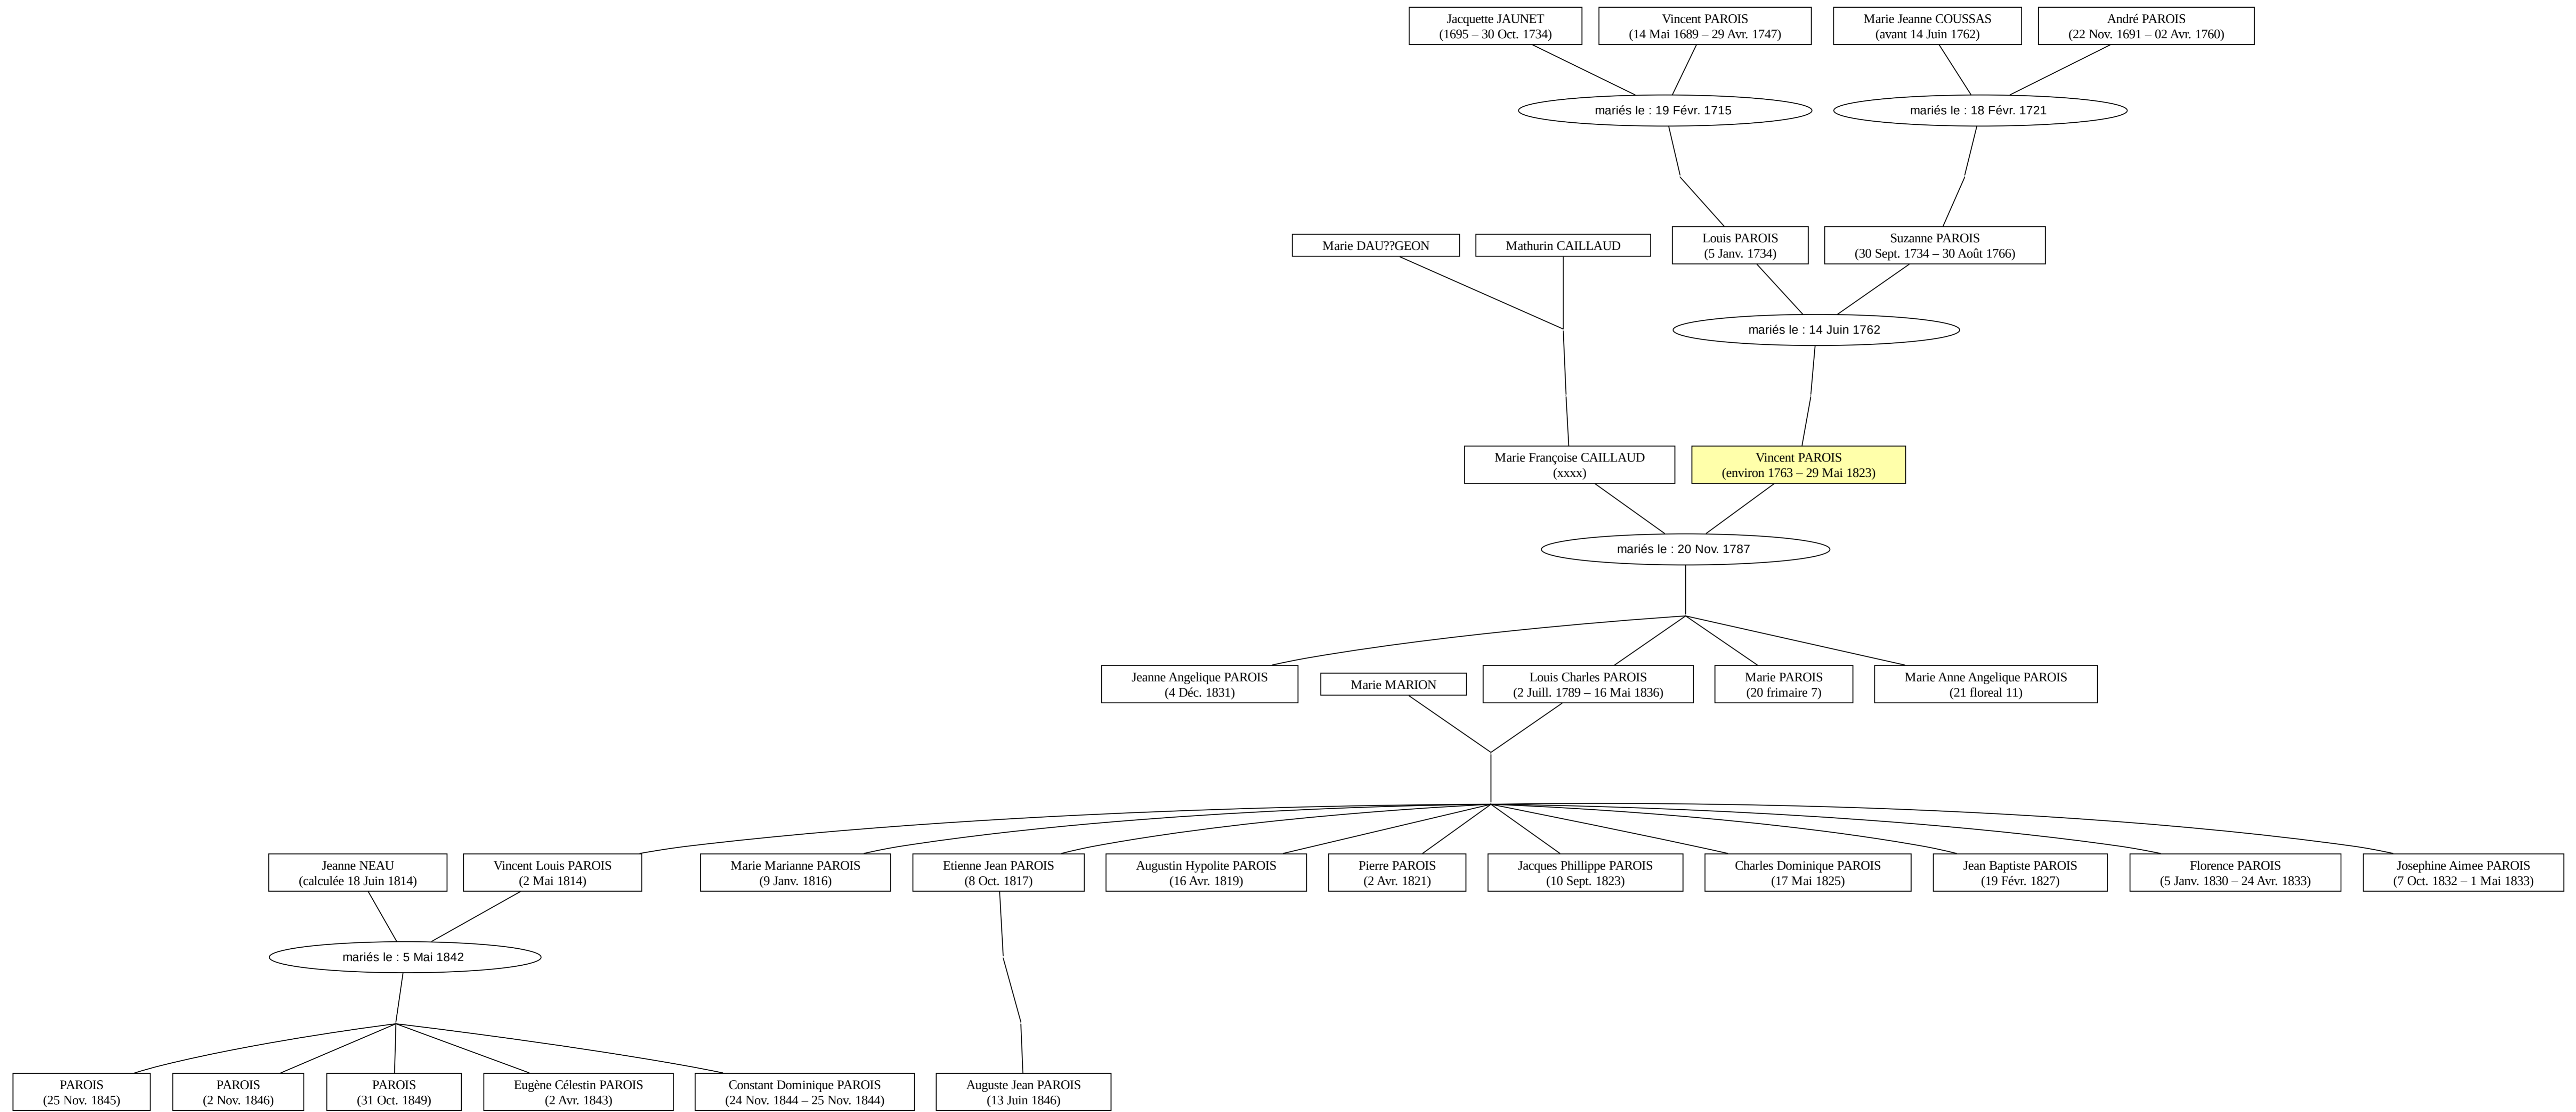 Jacquette JAUNET
(1695 – 30 Oct. 1734)
Vincent PAROIS
(14 Mai 1689 – 29 Avr. 1747)
Marie Jeanne COUSSAS
(avant 14 Juin 1762)
André PAROIS
(22 Nov. 1691 – 02 Avr. 1760)
mariés le : 19 Févr. 1715
mariés le : 18 Févr. 1721
Marie DAU??GEON
Mathurin CAILLAUD
Louis PAROIS
(5 Janv. 1734)
Suzanne PAROIS
(30 Sept. 1734 – 30 Août 1766)
mariés le : 14 Juin 1762
Marie Françoise CAILLAUD
(xxxx)
Vincent PAROIS
(environ 1763 – 29 Mai 1823)
mariés le : 20 Nov. 1787
Jeanne Angelique PAROIS
(4 Déc. 1831)
Marie MARION
Louis Charles PAROIS
(2 Juill. 1789 – 16 Mai 1836)
Marie PAROIS
(20 frimaire 7)
Marie Anne Angelique PAROIS
(21 floreal 11)
Jeanne NEAU
(calculée 18 Juin 1814)
Vincent Louis PAROIS
(2 Mai 1814)
Marie Marianne PAROIS
(9 Janv. 1816)
Etienne Jean PAROIS
(8 Oct. 1817)
Augustin Hypolite PAROIS
(16 Avr. 1819)
Pierre PAROIS
(2 Avr. 1821)
Jacques Phillippe PAROIS
(10 Sept. 1823)
Charles Dominique PAROIS
(17 Mai 1825)
Jean Baptiste PAROIS
(19 Févr. 1827)
Florence PAROIS
(5 Janv. 1830 – 24 Avr. 1833)
Josephine Aimee PAROIS
(7 Oct. 1832 – 1 Mai 1833)
mariés le : 5 Mai 1842
PAROIS
(25 Nov. 1845)
PAROIS
(2 Nov. 1846)
PAROIS
(31 Oct. 1849)
Eugène Célestin PAROIS
(2 Avr. 1843)
Constant Dominique PAROIS
(24 Nov. 1844 – 25 Nov. 1844)
Auguste Jean PAROIS
(13 Juin 1846)